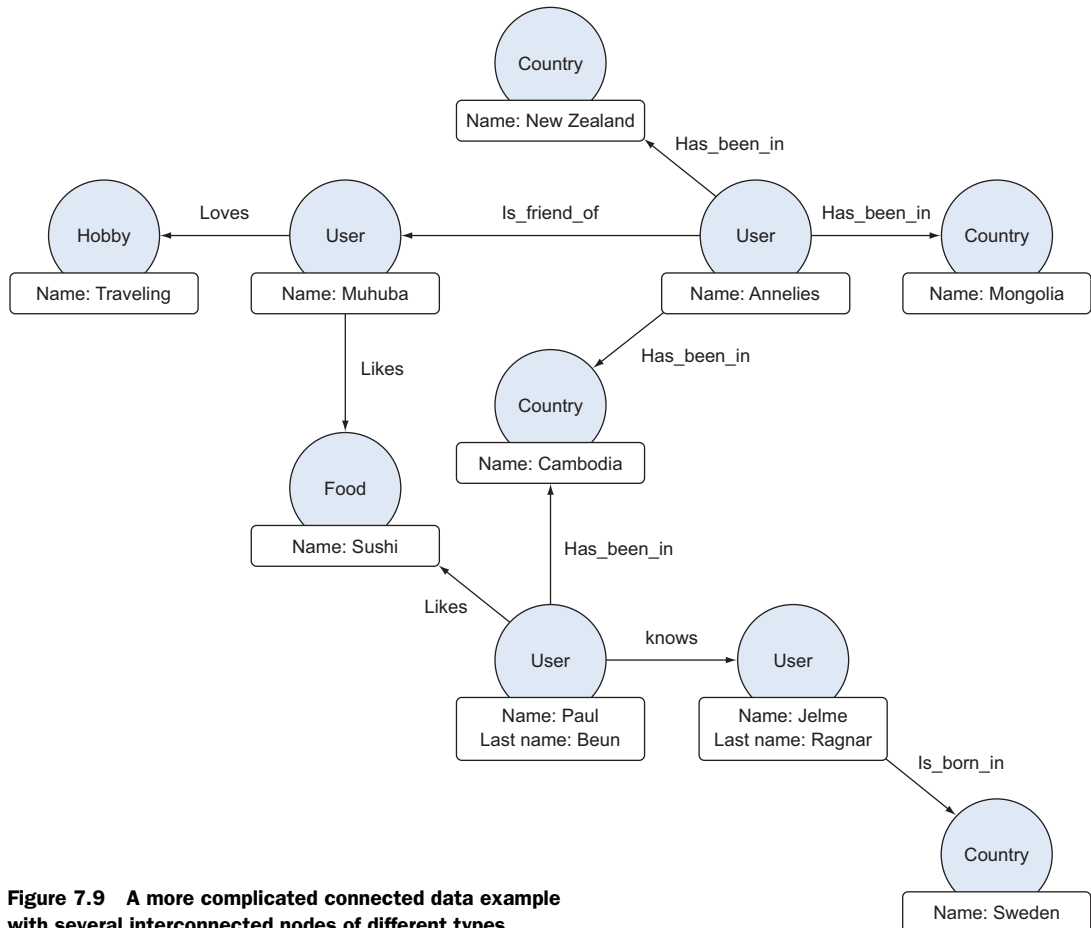 Country
Name: New Zealand
Has_been_in
Loves
Is_friend_of
Has_been_in
Hobby
User
User
Country
Name: Traveling
Name: Muhuba
Name: Annelies
Name: Mongolia
Likes
Has_been_in
Country
Name: Cambodia
Food
Name: Sushi
Has_been_in
Likes
knows
User
User
Name: Paul
Last name: Beun
Name: Jelme
Last name: Ragnar
Is_born_in
Country
Name: Sweden
Figure 7.9 A more complicated connected data example
with several interconnected nodes of different types